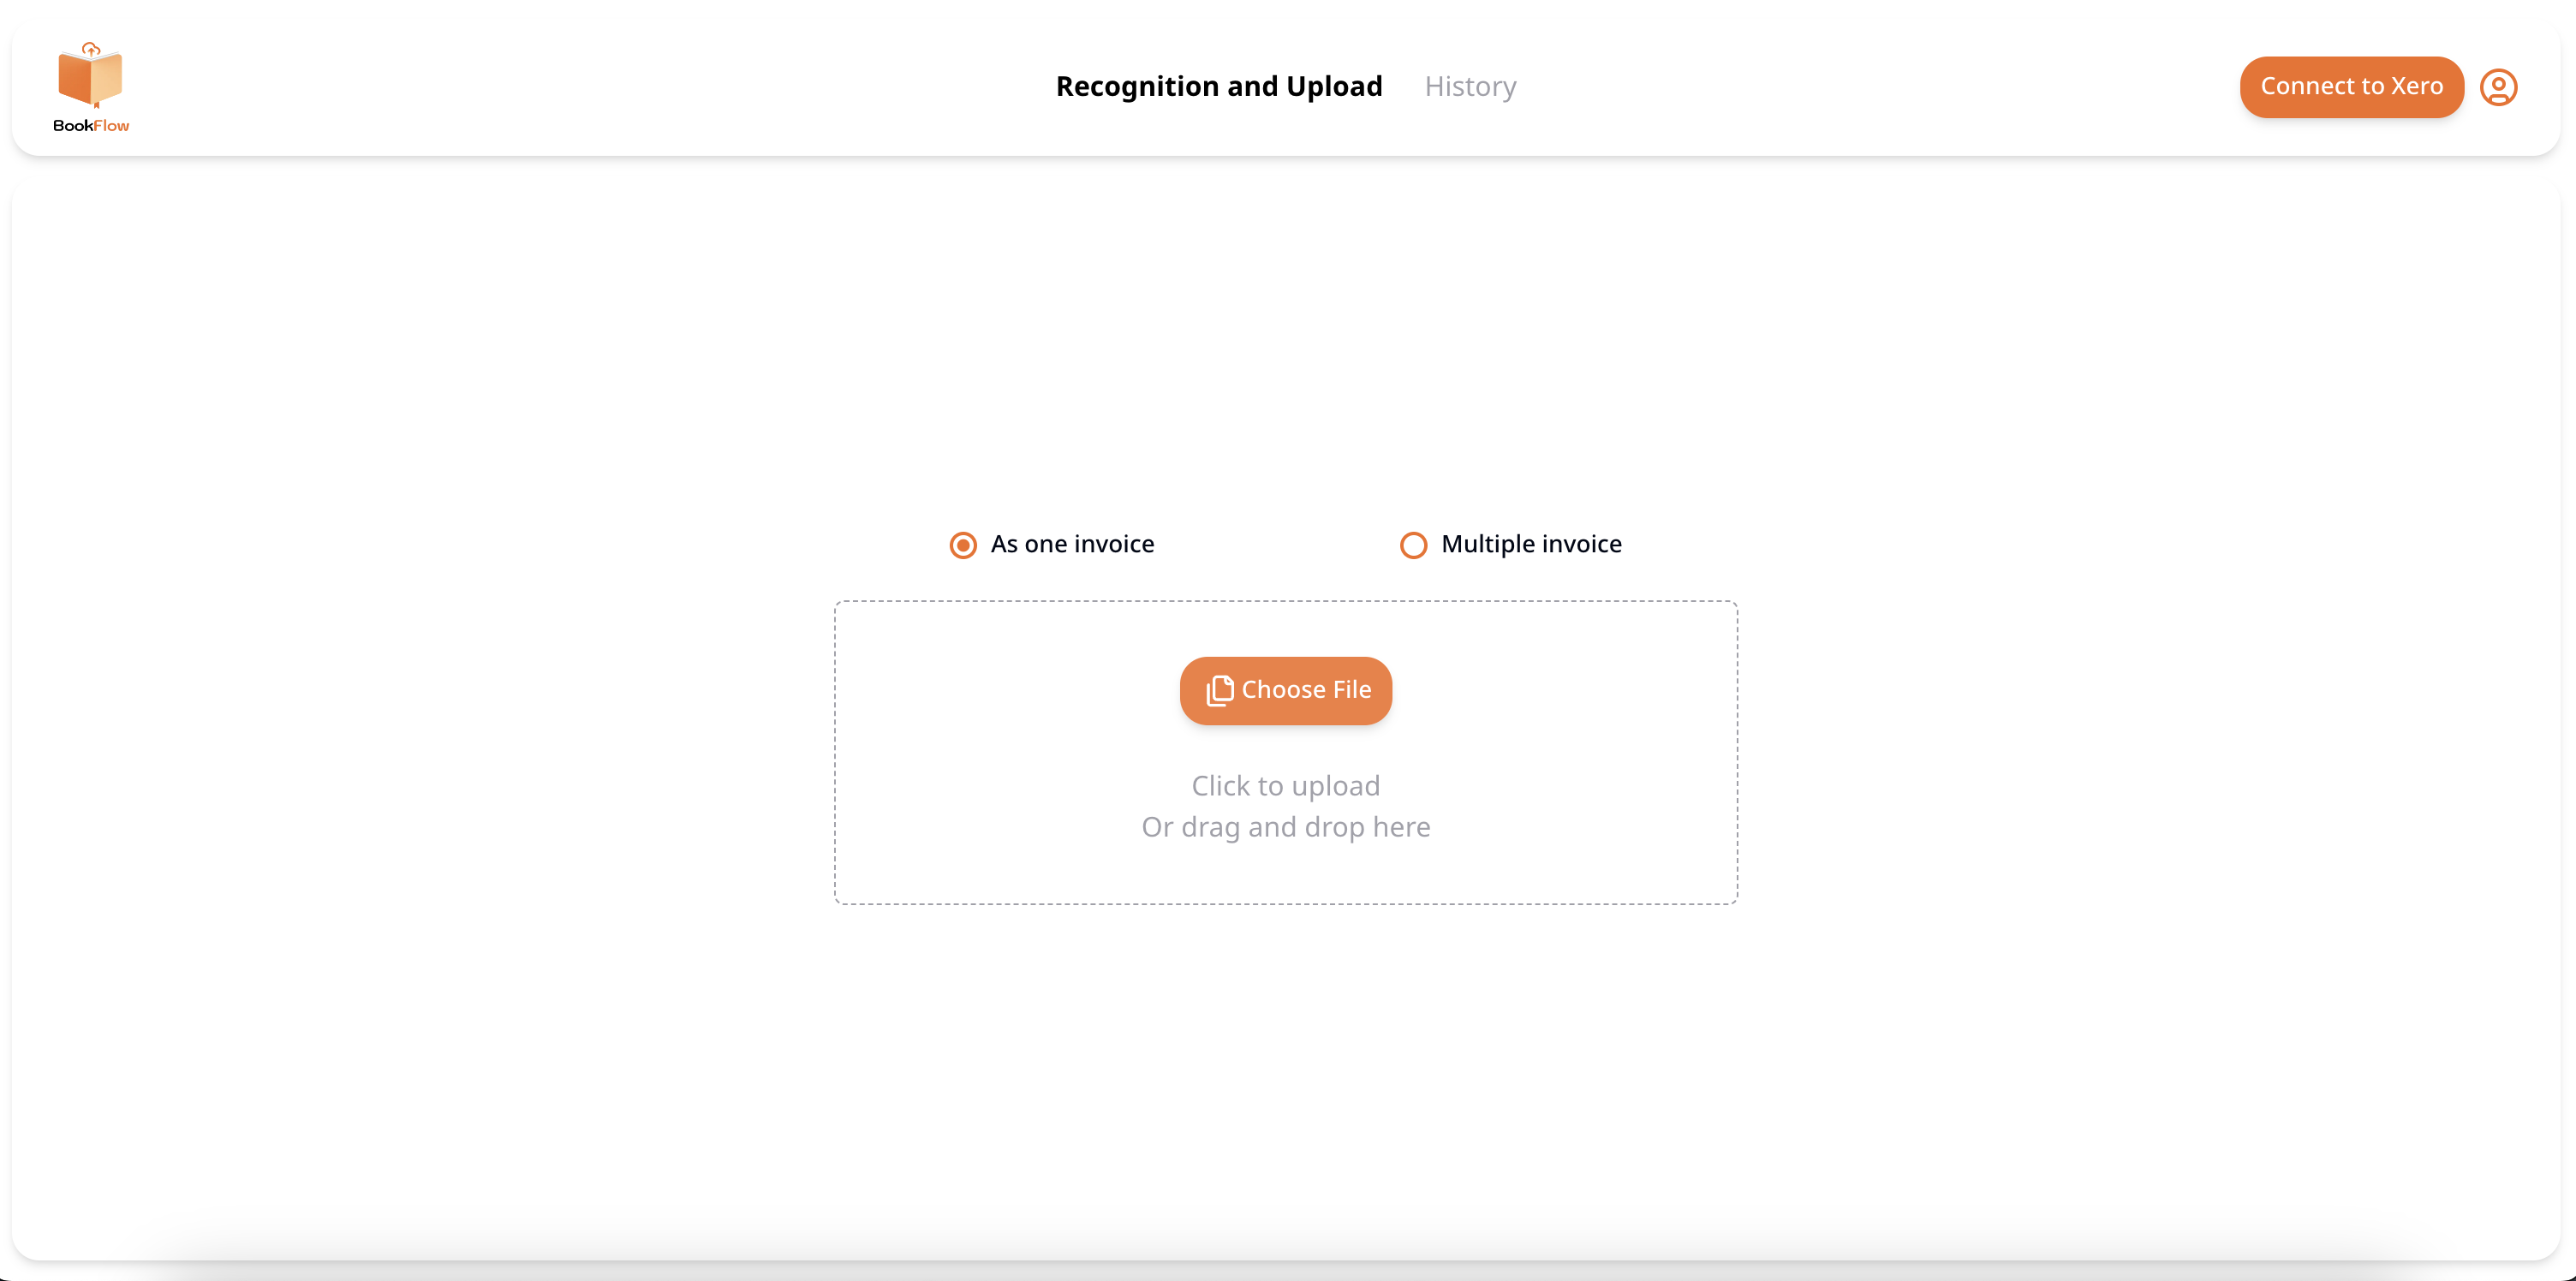 BookFlow
Recognition and Upload
History
Connect to Xero
As one invoice
Multiple invoice
Choose File
Click to upload
Or drag and drop here